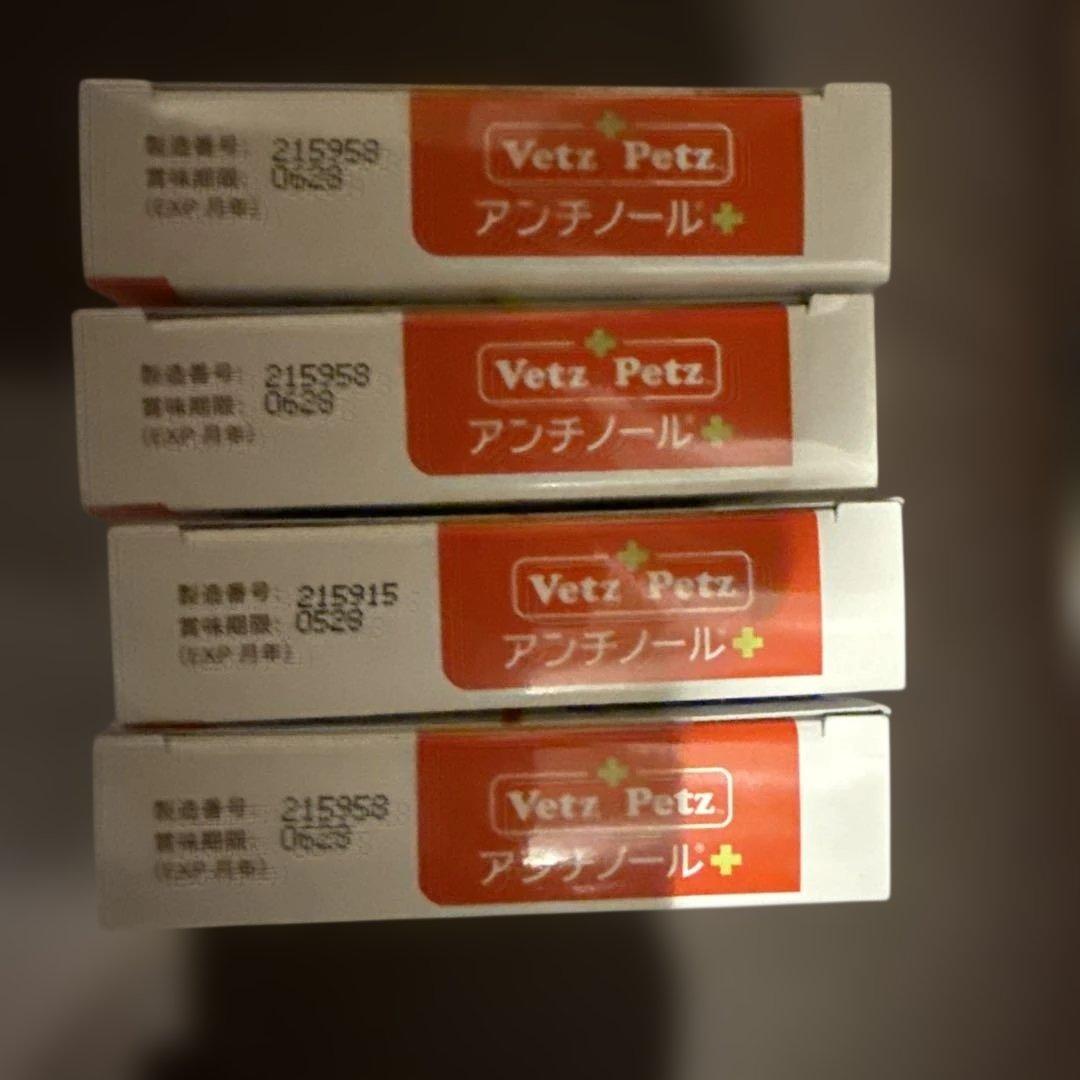 製造番号: 215958
賞味期限: 0628
(EXP 月年)
Vetz Petz
アンチノール
製造番号: 215958
賞味期限: 0628
(EXP 月年)
Vetz Petz
アンチノール
製造番号: 215915
賞味期限: 0528
(EXP 月年)
Vetz Petz
アンチノール
製造番号: 215958
賞味期限: 0628
(EXP 月年)
Vetz Petz
アンチノール